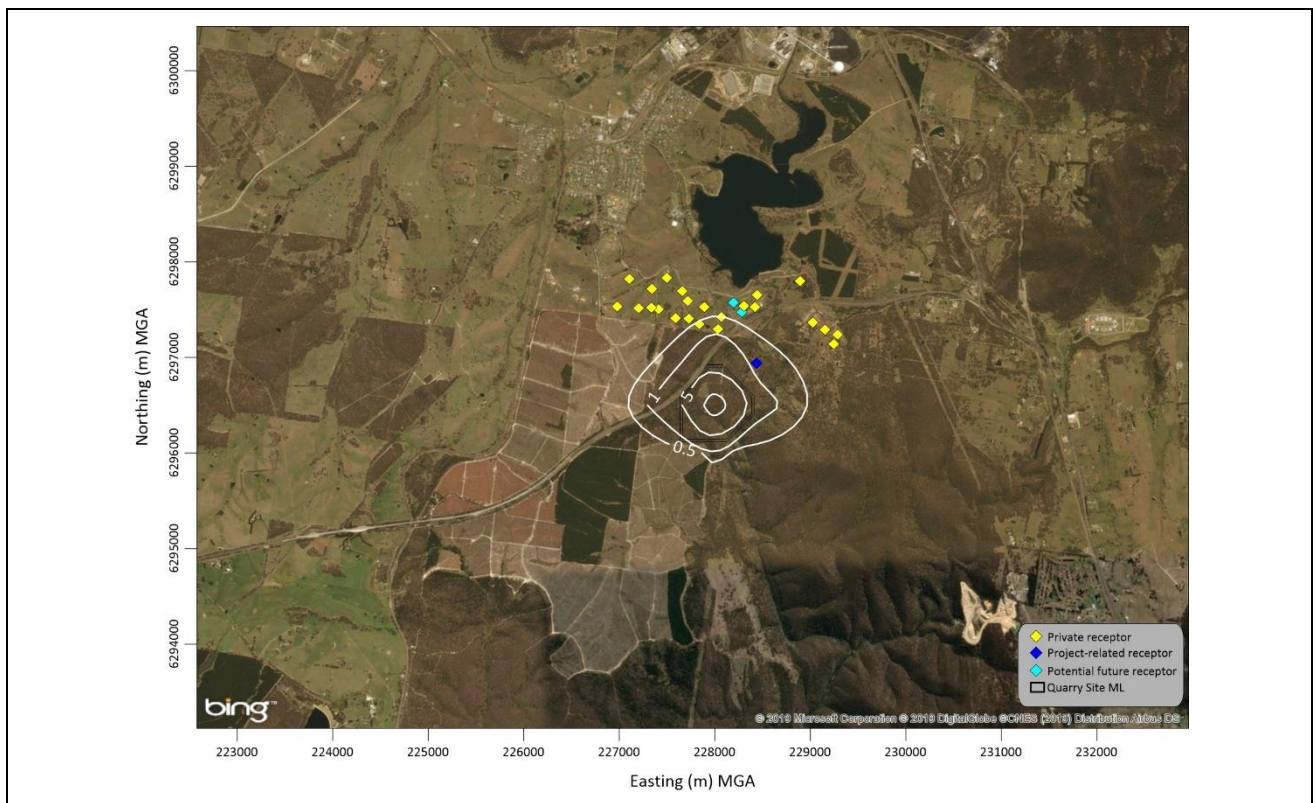 6300000
6299000
6298000
6297000
6296000
6295000
6294000
Northing (m) MGA
1
5
0.5
Private receptor
Project-related receptor
Potential future receptor
Quarry Site ML
bing™
© 2019 Microsoft Corporation © 2019 DigitalGlobe ©CNES (2019) Distribution Airbus DS
223000 224000 225000 226000 227000 228000 229000 230000 231000 232000
Easting (m) MGA